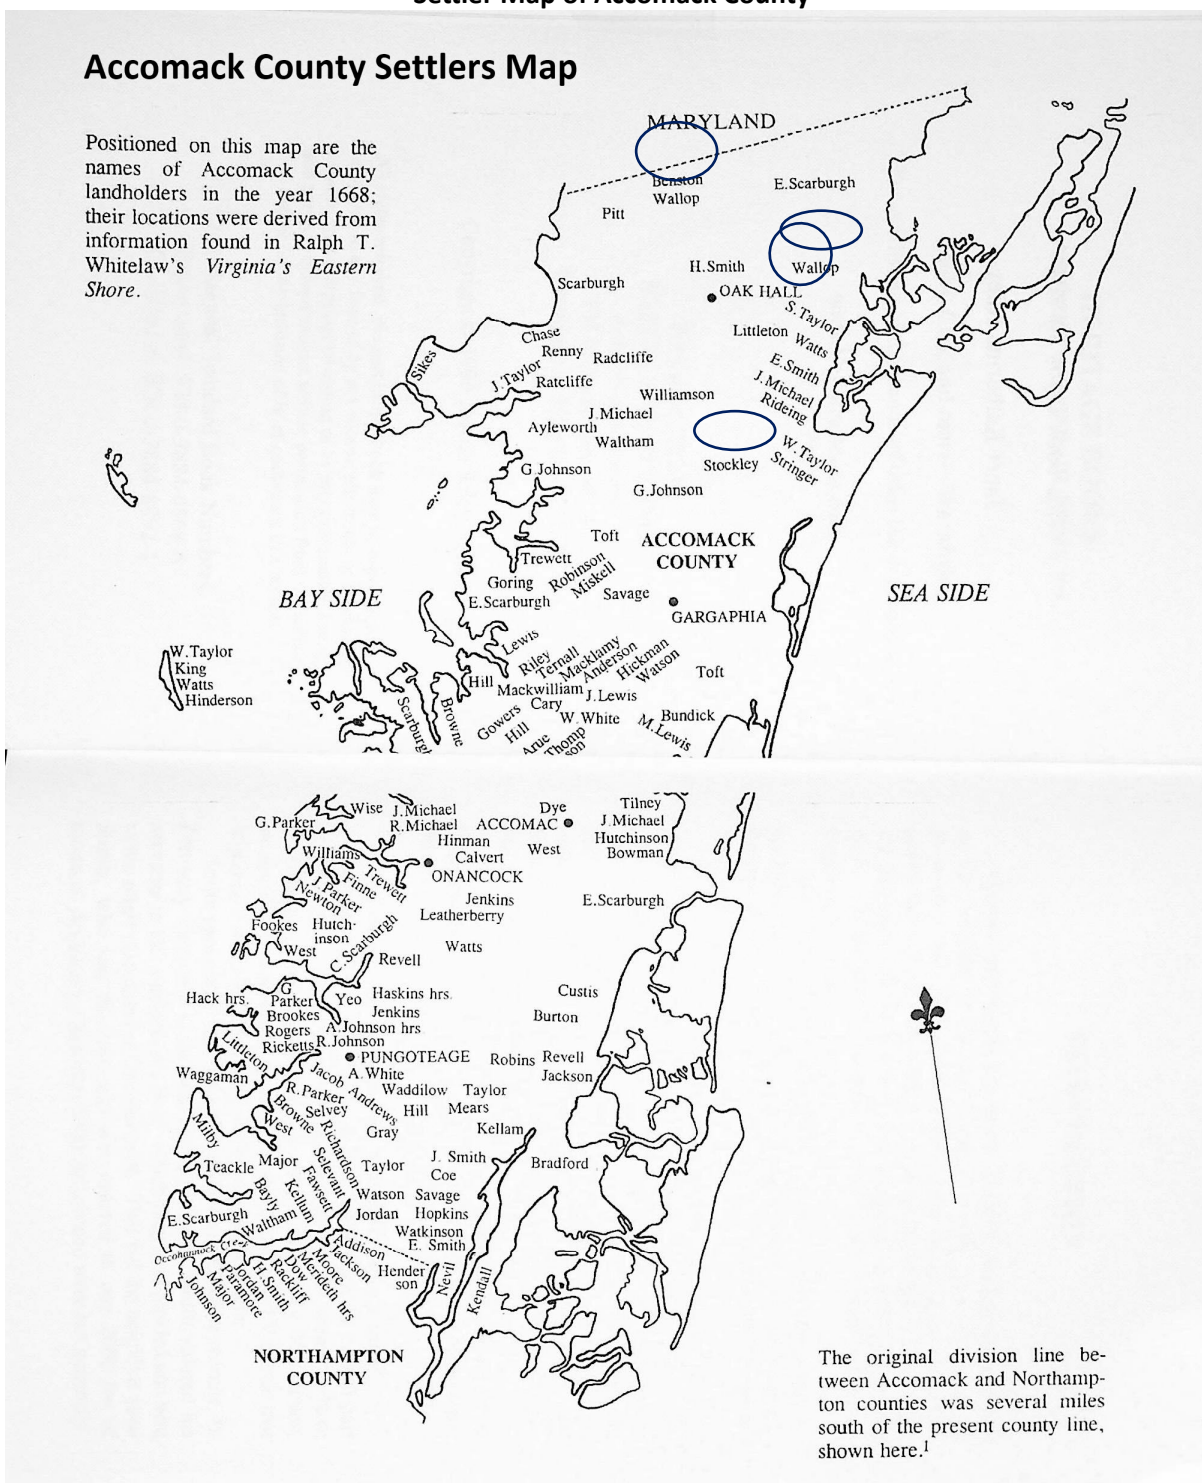 Settler Map of Accomack County
Accomack County Settlers Map
Positioned on this map are the
names of Accomack County
landholders in the year 1668;
their locations were derived from
information found in Ralph T.
Whitelaw's Virginia's Eastern
Shore.
MARYLAND
Benston
Wallop
E.Scarburgh
Pitt
H.Smith
Wallop
Scarburgh
OAK HALL
S.Taylor
Chase
Littleton
Watts
Sikes
Renny
Radcliffe
E.Smith
J.Taylor
Ratcliffe
J.Michael
Williamson
Rideing
J.Michael
Ayleworth
Waltham
W.Taylor
G.Johnson
Stockley
Stringer
G.Johnson
Toft
ACCOMACK
COUNTY
Trewett
Robinson
Goring
Miskell
BAY SIDE
E.Scarburgh
Savage
SEA SIDE
GARGAPHIA
Lewis
W.Taylor
King
Watts
Hinderson
Riley
Ternall
Macklamy
Anderson
Hickman
Watson
Toft
Hill
Mackwilliam
J.Lewis
Scarburgh
Browne
Cary
Gowers
Hill
W.White
M.Lewis
Bundick
Arue
Thomp
son
Wise
J.Michael
Dye
Tilney
G.Parker
R.Michael
ACCOMAC
J.Michael
Hinman
Hutchinson
Williams
Calvert
West
Bowman
Trewett
ONANCOCK
Finne
J.Parker
Newton
Jenkins
E.Scarburgh
Leatherberry
Fookes
Hutch-
inson
C.Scarburgh
West
Watts
Revell
G
Parker
Hack hrs.
Yeo
Haskins hrs.
Custis
Brookes
Jenkins
Burton
Rogers
A.Johnson hrs
Ricketts
R.Johnson
Littleton
PUNGOTEAGE
Robins
Revell
Waggaman
Jacob
A.White
Jackson
R.Parker
Andrews
Waddilow
Taylor
Browne
Selvey
Hill
Mears
Milby
West
Gray
Kellam
Richardson
Teackle
Major
Selevant
Taylor
J. Smith
Coe
Bradford
Bayly
Kellum
Fawsett
Watson
Savage
E.Scarburgh
Waltham
Jordan
Hopkins
Watkinson
E. Smith
Occohannock Creek
Addison
Jackson
Moore
Merideth hrs
Dow
Rackliff
H.Smith
Jordan
Paramore
Major
Johnson
Hender
son
Nevil
Kendall
NORTHAMPTON
COUNTY
The original division line be-
tween Accomack and Northamp-
ton counties was several miles
south of the present county line,
shown here.1